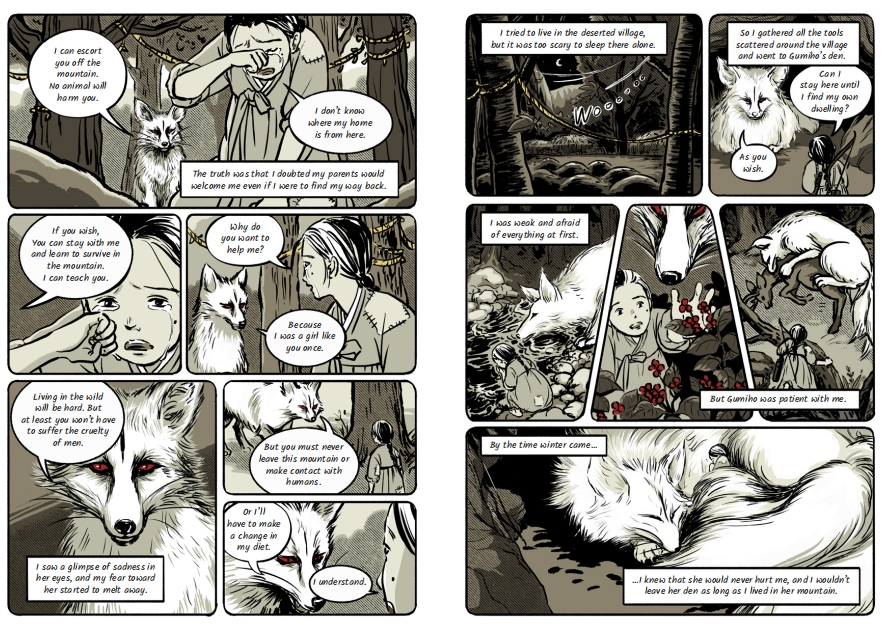 I can escort
you off the
mountain.
No animal will
harm you.
I don't know
where my home
is from here.
The truth was that I doubted my parents would
welcome me even if I were to find my way back.
If you wish,
You can stay with me
and learn to survive in
the mountain.
I can teach you.
Why do
you want to
help me?
Because
I was a girl like
you once.
Living in the wild
will be hard. But
at least you won't have
to suffer the cruelty
of men.
I saw a glimpse of sadness in
her eyes, and my fear toward
her started to melt away.
But you must never
leave this mountain or
make contact with
humans.
Or I'll
have to make
a change in
my diet.
I understand.
I tried to live in the deserted village,
but it was too scary to sleep there alone.
Woooooo
So I gathered all the tools
scattered around the village
and went to Gumiho's den.
Can I
stay here until
I find my own
dwelling?
As you
wish.
I was weak and afraid
of everything at first.
But Gumiho was patient with me.
By the time winter came...
...I knew that she would never hurt me, and I wouldn't
leave her den as long as I lived in her mountain.